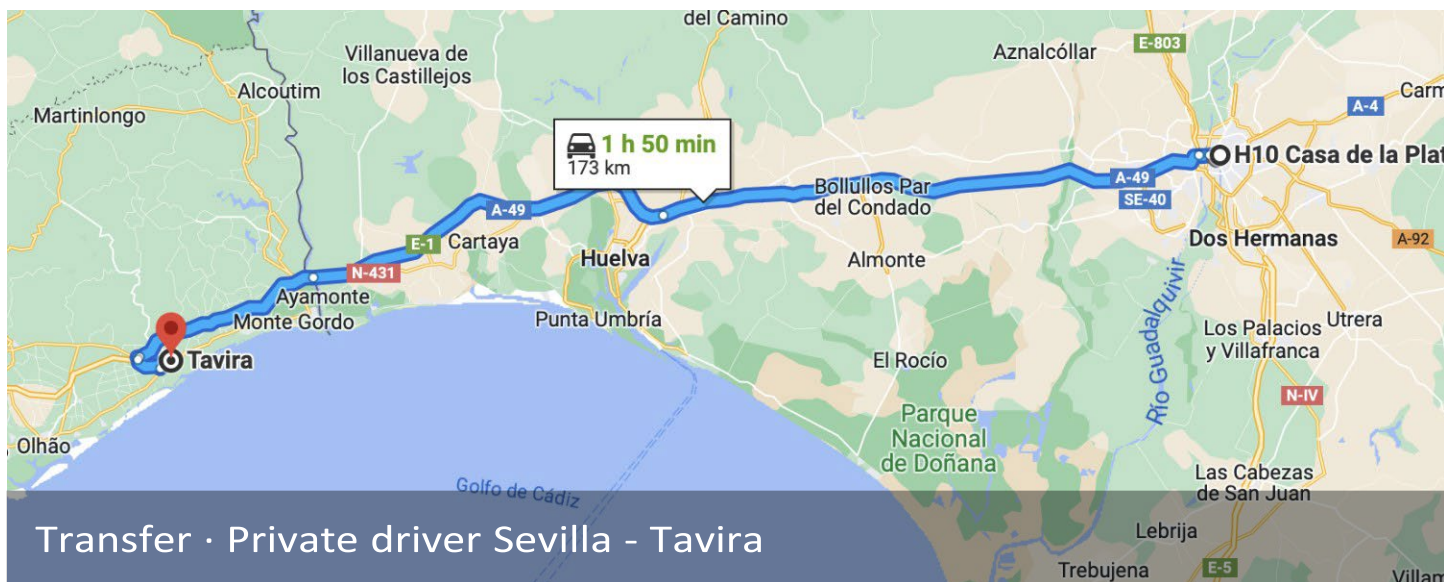 del Camino
Aznalcóllar
E-803
Villanueva de
los Castillejos
Alcoutim
Carm
A-4
Martinlongo
1 h 50 min
173 km
H10 Casa de la Plat
A-49
Bollullos Par
del Condado
SE-40
A-49
E-1
Cartaya
Dos Hermanas
A-92
Huelva
Almonte
N-431
Ayamonte
Monte Gordo
Punta Umbría
Río Guadalquivir
Los Palacios
y Villafranca
Utrera
Tavira
El Rocío
N-IV
Parque
Nacional
de Doñana
Olhão
Las Cabezas
de San Juan
Golfo de Cádiz
Transfer · Private driver Sevilla - Tavira
Lebrija
Trebujena
E-5
Villam